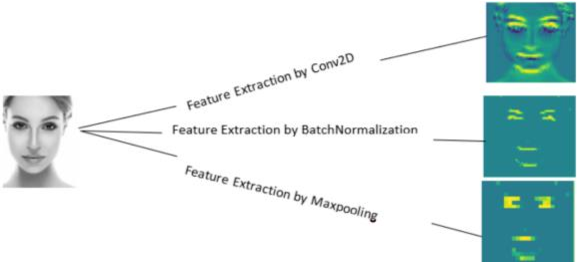 Feature Extraction by Conv2D
Feature Extraction by BatchNormalization
Feature Extraction by Maxpooling